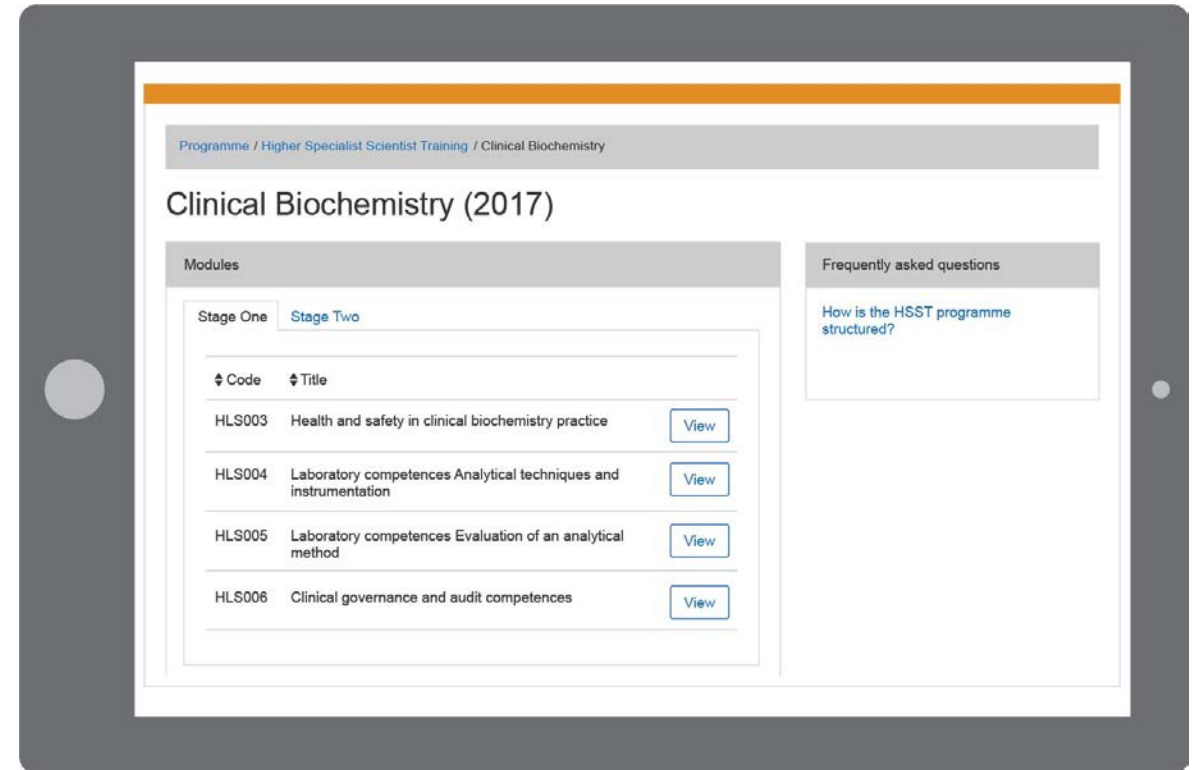 Programme / Higher Specialist Scientist Training / Clinical Biochemistry
Clinical Biochemistry (2017)
Modules
Stage One Stage Two
Code Title
HLS003 Health and safety in clinical biochemistry practice View
HLS004 Laboratory competences Analytical techniques and
instrumentation
View
HLS005 Laboratory competences Evaluation of an analytical
method
View
HLS006 Clinical governance and audit competences View
Frequently asked questions
How is the HSST programme
structured?